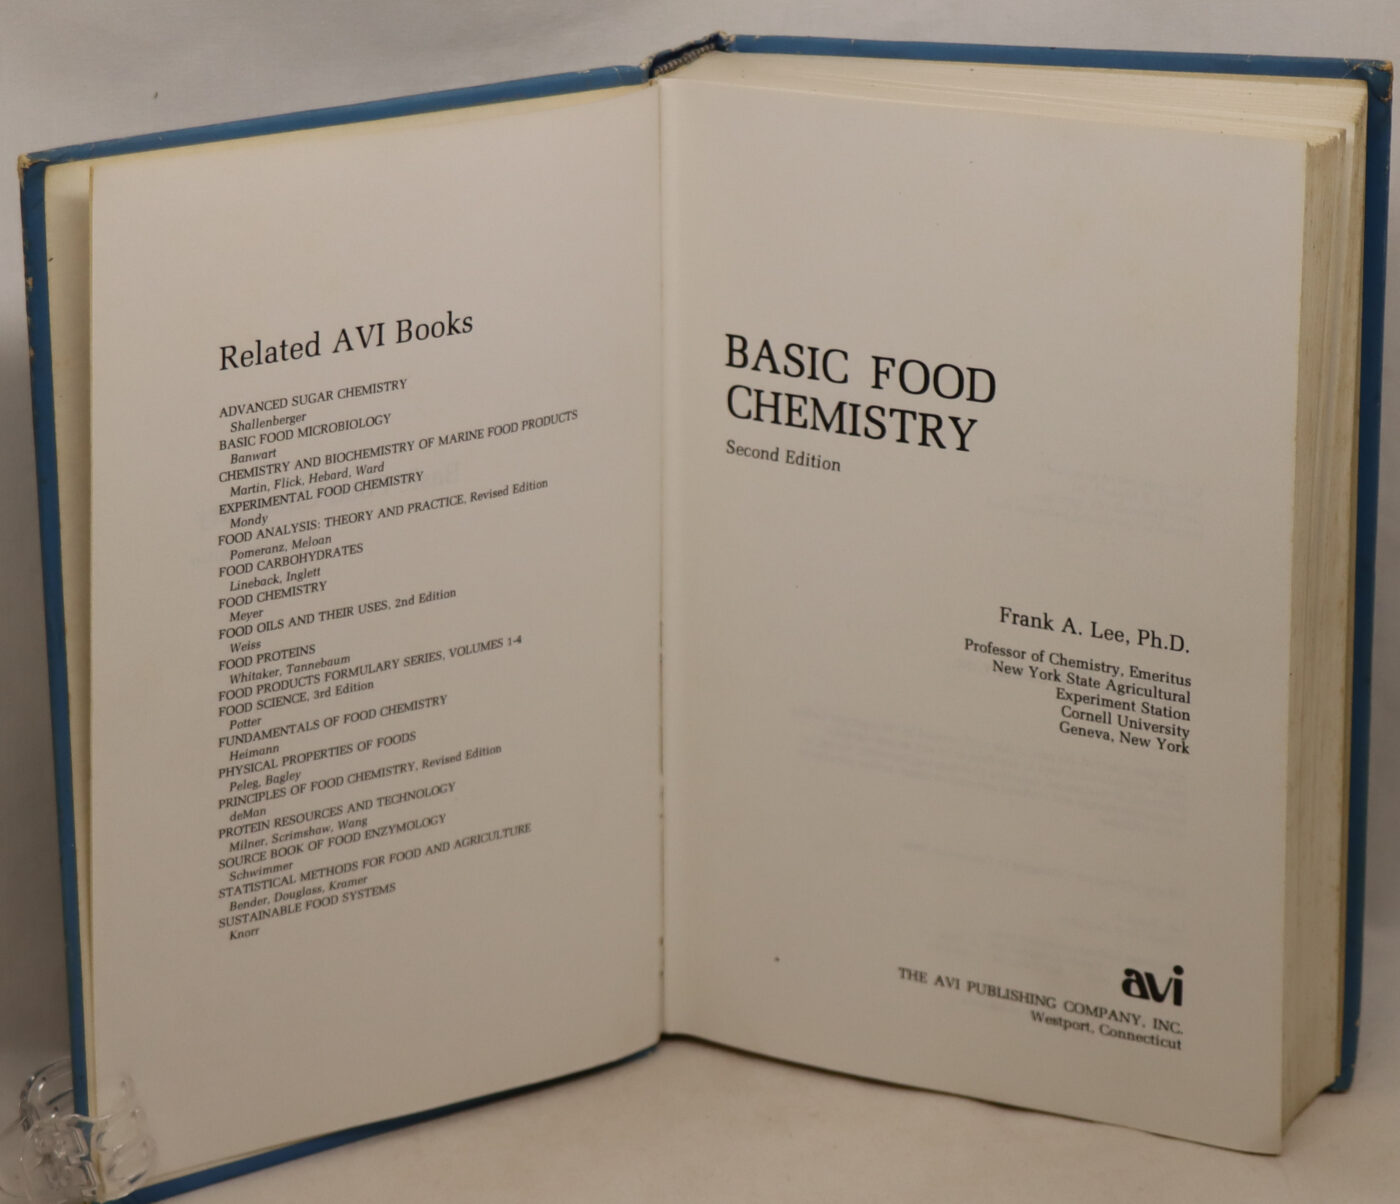 Related AVI Books
ADVANCED SUGAR CHEMISTRY
Shallenberger
BASIC FOOD MICROBIOLOGY
Banwart
CHEMISTRY AND BIOCHEMISTRY OF MARINE FOOD PRODUCTS
Martin, Flick, Hebard, Ward
EXPERIMENTAL FOOD CHEMISTRY
Mondy
FOOD ANALYSIS: THEORY AND PRACTICE, Revised Edition
Pomeranz, Meloan
FOOD CARBOHYDRATES
Lineback, Inglett
FOOD CHEMISTRY
Meyer
FOOD OILS AND THEIR USES, 2nd Edition
Weiss
FOOD PROTEINS
Whitaker, Tannebaum
FOOD PRODUCTS FORMULARY SERIES, VOLUMES 1-4
FOOD SCIENCE, 3rd Edition
Potter
FUNDAMENTALS OF FOOD CHEMISTRY
Heimann
PHYSICAL PROPERTIES OF FOODS
Peleg, Bagley
PRINCIPLES OF FOOD CHEMISTRY, Revised Edition
deMan
PROTEIN RESOURCES AND TECHNOLOGY
Milner, Scrimshaw, Wang
SOURCE BOOK OF FOOD ENZYMOLOGY
Schwimmer
STATISTICAL METHODS FOR FOOD AND AGRICULTURE
Bender, Douglass, Kramer
SUSTAINABLE FOOD SYSTEMS
Knorr
BASIC FOOD
CHEMISTRY
Second Edition
Frank A. Lee, Ph.D.
Professor of Chemistry, Emeritus
New York State Agricultural
Experiment Station
Cornell University
Geneva, New York
avi
THE AVI PUBLISHING COMPANY, INC.
Westport, Connecticut